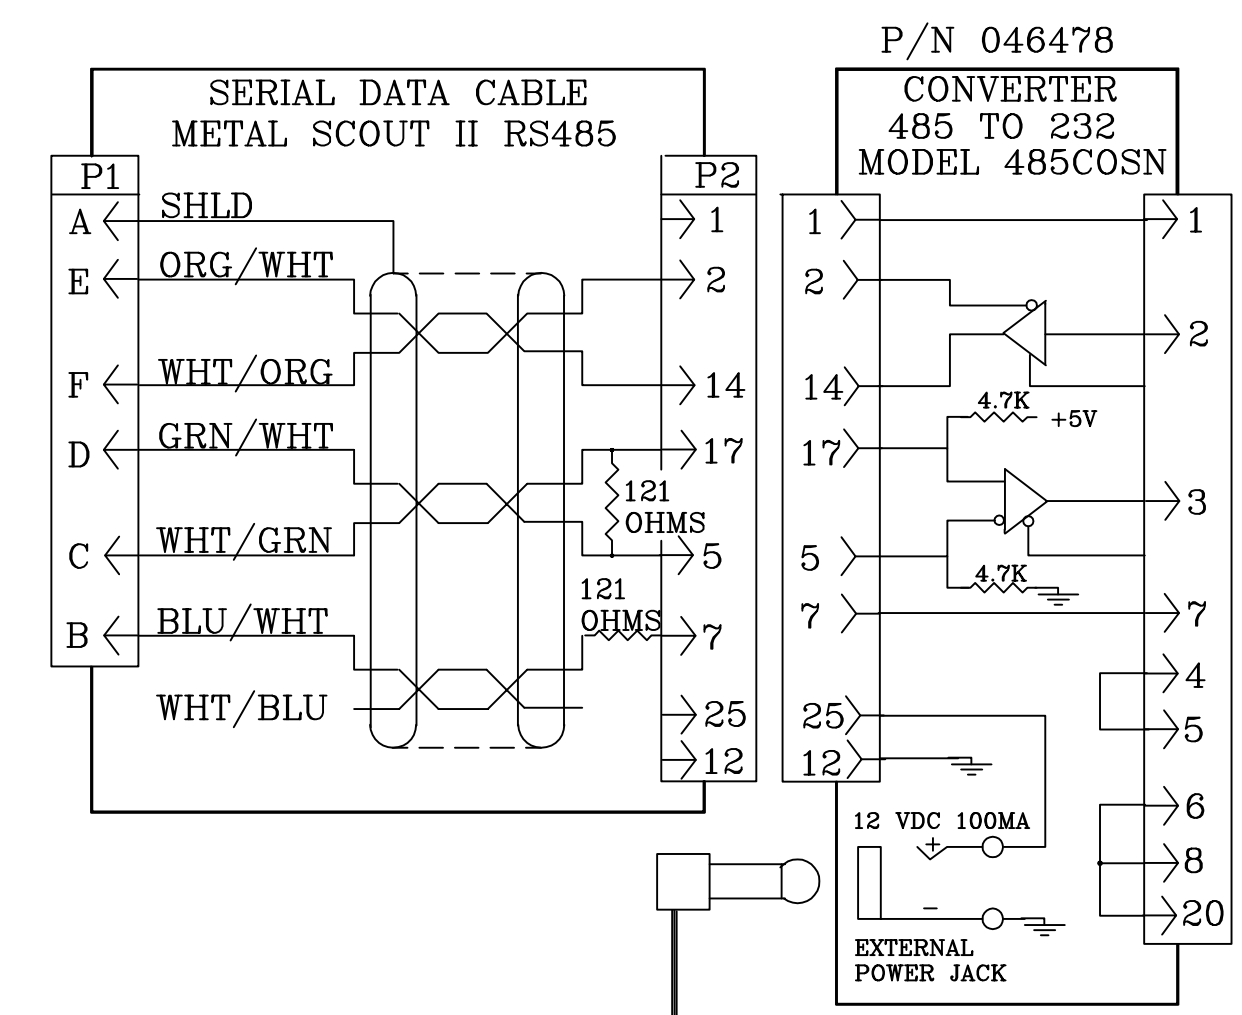 P/N 046478
SERIAL DATA CABLE
METAL SCOUT II RS485
CONVERTER
485 TO 232
MODEL 485COSN
P1
A
SHLD
E
ORG/WHT
F
WHT/ORG
D
GRN/WHT
C
WHT/GRN
B
BLU/WHT
WHT/BLU
121
OHMS
121
OHMS
P2
1
2
14
17
5
7
25
12
1
2
14
17
5
7
25
12
4.7K
+5V
4.7K
1
2
3
7
4
5
6
8
20
12 VDC 100MA
+
-
EXTERNAL
POWER JACK